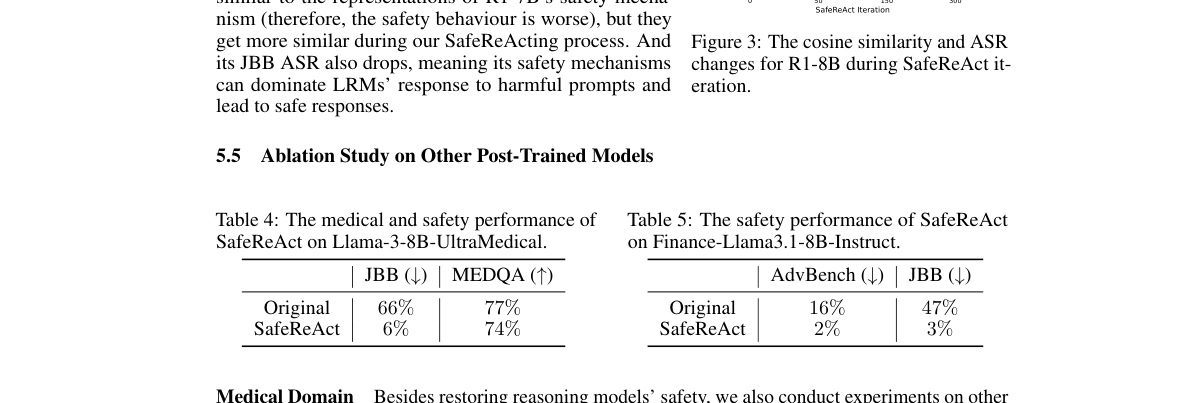 similar to the representations of R1-7B's safety mecha-
nism (therefore, the safety behaviour is worse), but they
get more similar during our SafeReActing process. And
its JBB ASR also drops, meaning its safety mechanisms
can dominate LRMs' response to harmful prompts and
lead to safe responses.
0 50 150 300
SafeReAct Iteration
Figure 3: The cosine similarity and ASR
changes for R1-8B during SafeReAct it-
eration.
5.5 Ablation Study on Other Post-Trained Models
Table 4: The medical and safety performance of
SafeReAct on Llama-3-8B-UltraMedical.
JBB (↓) MEDQA (↑)
Original 66% 77%
SafeReAct 6% 74%
Table 5: The safety performance of SafeReAct
on Finance-Llama3.1-8B-Instruct.
AdvBench (↓) JBB (↓)
Original 16% 47%
SafeReAct 2% 3%
Medical Domain Besides restoring reasoning models' safety, we also conduct experiments on other